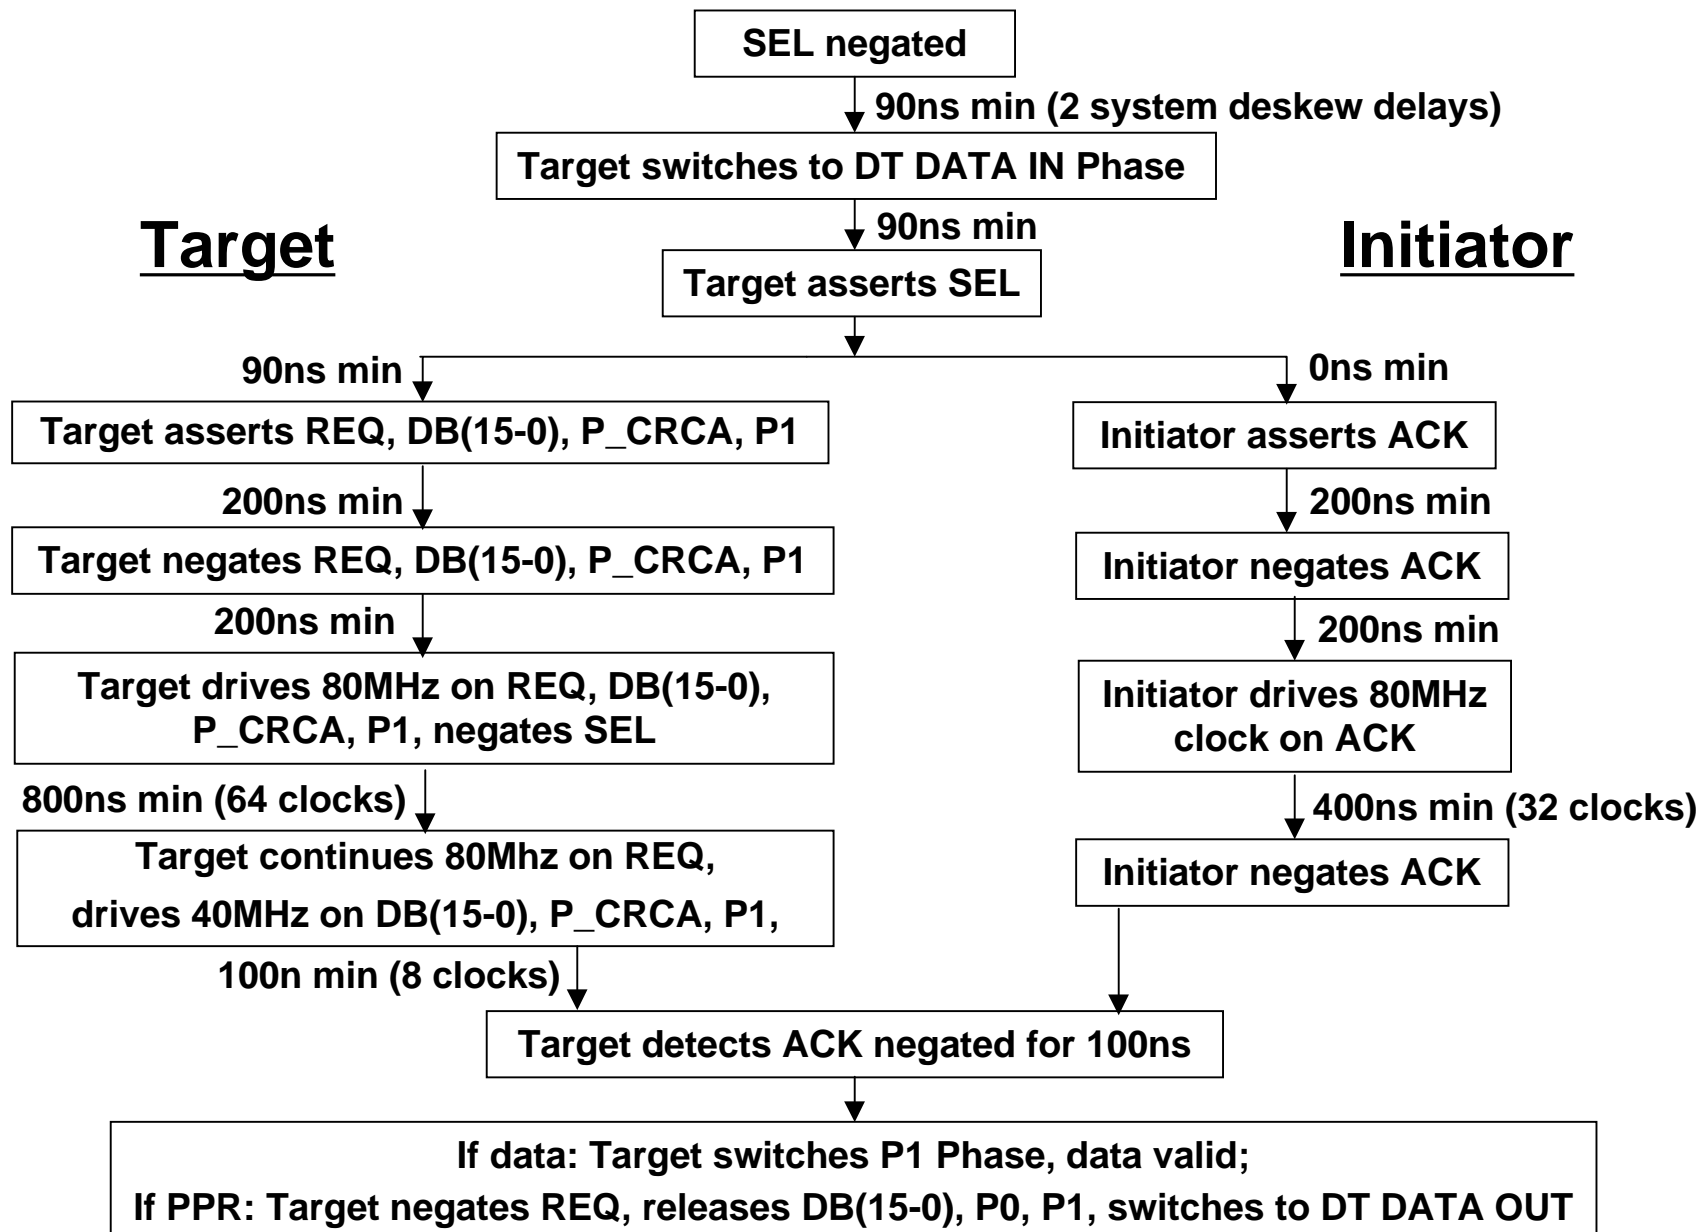 SEL negated
90ns min (2 system deskew delays)
Target switches to DT DATA IN Phase
90ns min
Target
Initiator
Target asserts SEL
90ns min
0ns min
Target asserts REQ, DB(15-0), P_CRCA, P1
Initiator asserts ACK
200ns min
200ns min
Target negates REQ, DB(15-0), P_CRCA, P1
Initiator negates ACK
200ns min
200ns min
Target drives 80MHz on REQ, DB(15-0),
P_CRCA, P1, negates SEL
Initiator drives 80MHz
clock on ACK
800ns min (64 clocks)
400ns min (32 clocks)
Target continues 80Mhz on REQ,
drives 40MHz on DB(15-0), P_CRCA, P1,
Initiator negates ACK
100n min (8 clocks)
Target detects ACK negated for 100ns
If data: Target switches P1 Phase, data valid;
If PPR: Target negates REQ, releases DB(15-0), P0, P1, switches to DT DATA OUT